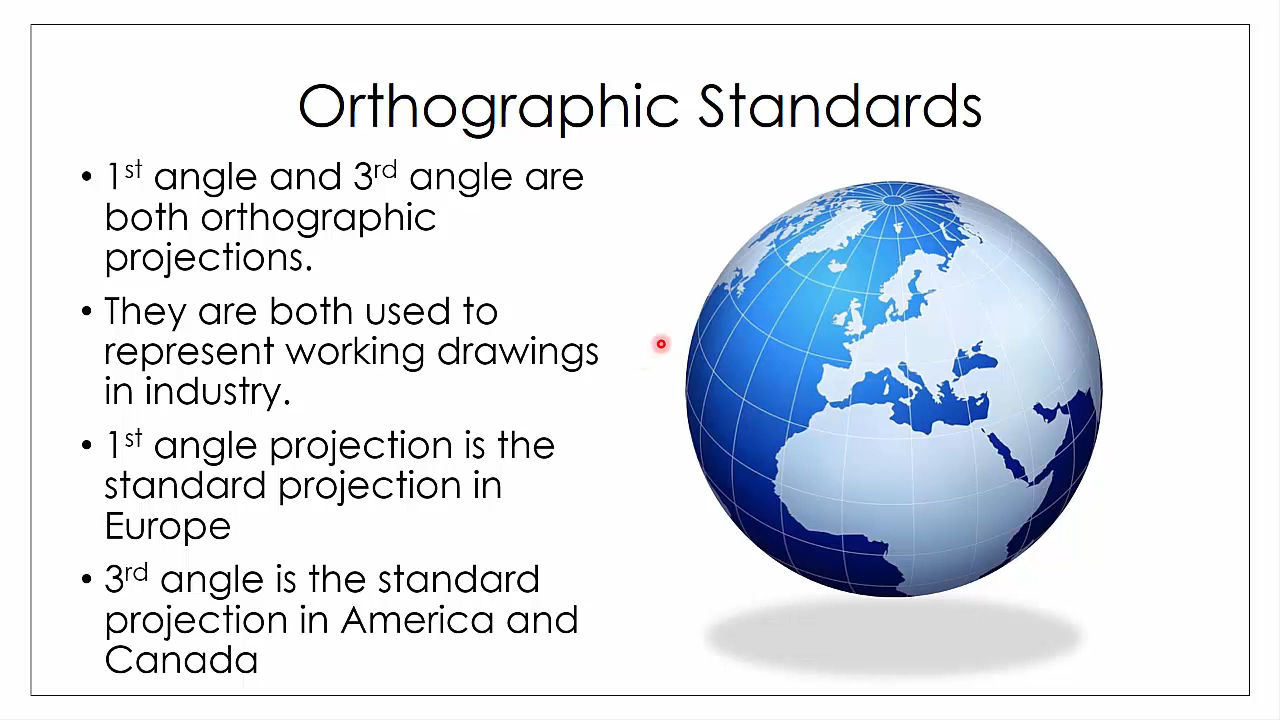 Orthographic Standards
• 1st angle and 3rd angle are
both orthographic
projections.
• They are both used to
represent working drawings
in industry.
• 1st angle projection is the
standard projection in
Europe
• 3rd angle is the standard
projection in America and
Canada